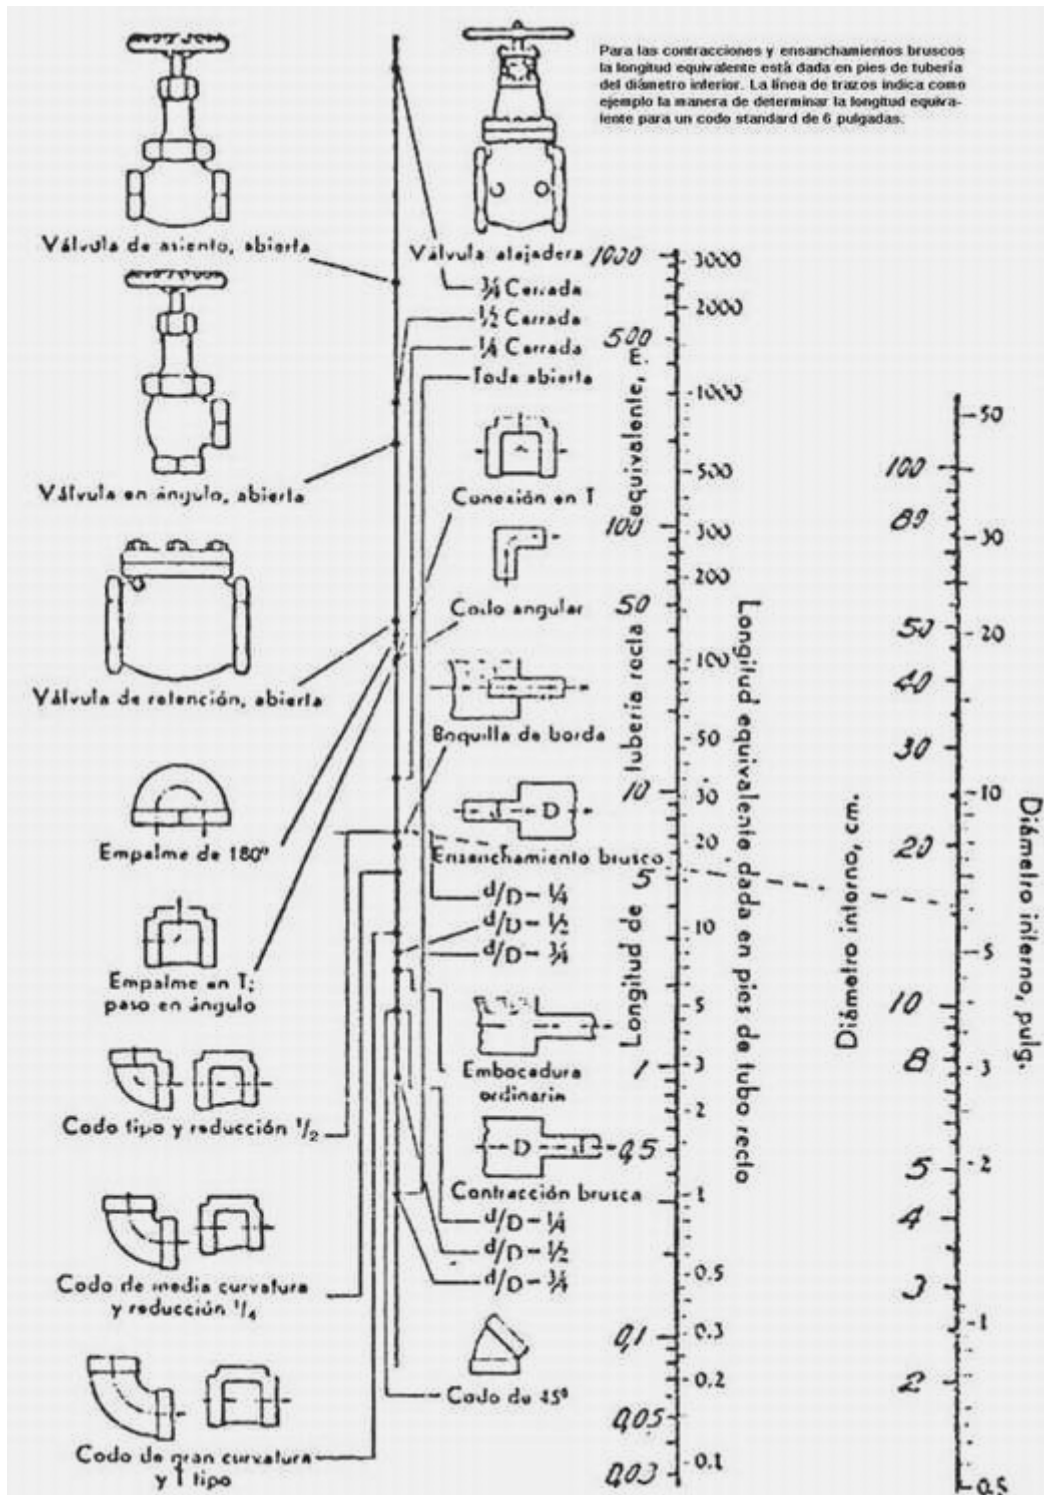 Para las contracciones y ensanchamientos bruscos
la longitud equivalente está dada en pies de tubería
del diámetro interior. La línea de trazos indica como
ejemplo la manera de determinar la longitud equiva-
lente para un codo standard de 6 pulgadas.
Válvula de asiento, abierta
Válvula en ángulo, abierta
Válvula de retención, abierta
Empalme de 180º
Empalme en T;
paso en ángulo
Codo tipo y reducción 1/2
Codo de media curvatura
y reducción 1/4
Codo de gran curvatura
y T tipo
Válvula atajadera
3/4 Cerrada
1/2 Cerrada
1/4 Cerrada
Toda abierta
Conexión en T
Codo angular
Boquilla de borda
D
Ensanchamiento brusco
d/D-1/4
d/D-1/2
d/D-3/4
Embocadura
ordinaria
D
Contracción brusca
d/D-1/4
d/D-1/2
d/D-3/4
Codo de 45º
Longitud de tubería recta equivalente, m.
1000
500
100
50
10
5
1
0,5
0,1
0,05
0,03
3000
2000
1000
500
300
200
100
50
30
20
10
5
3
2
1
0.5
0.3
0.2
0.1
Longitud equivalente dada en pies de tubo recto
Diámetro intorno, cm.
100
80
50
40
30
20
10
8
5
4
3
2
50
30
20
10
5
3
2
1
0.5
Diámetro interno, pulg.